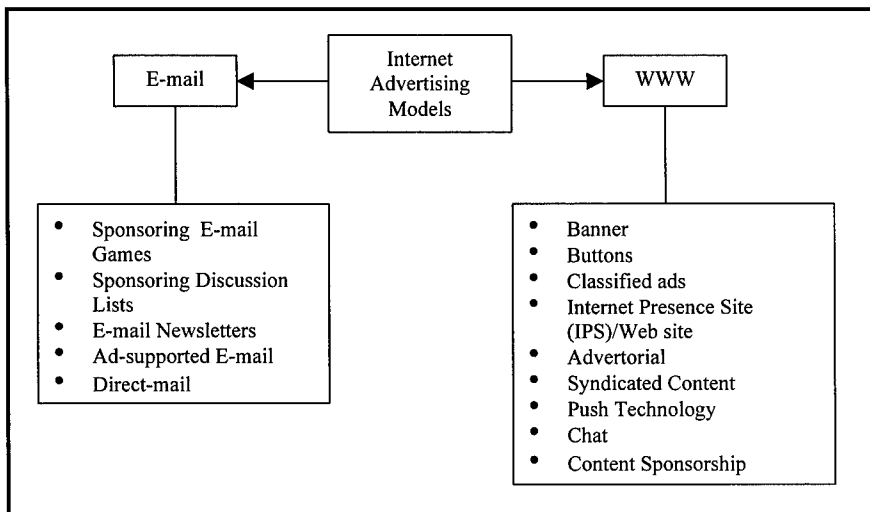 Internet
Advertising
Models
E-mail
WWW
• Sponsoring E-mail
Games
• Sponsoring Discussion
Lists
• E-mail Newsletters
• Ad-supported E-mail
• Direct-mail
• Banner
• Buttons
• Classified ads
• Internet Presence Site
(IPS)/Web site
• Advertorial
• Syndicated Content
• Push Technology
• Chat
• Content Sponsorship